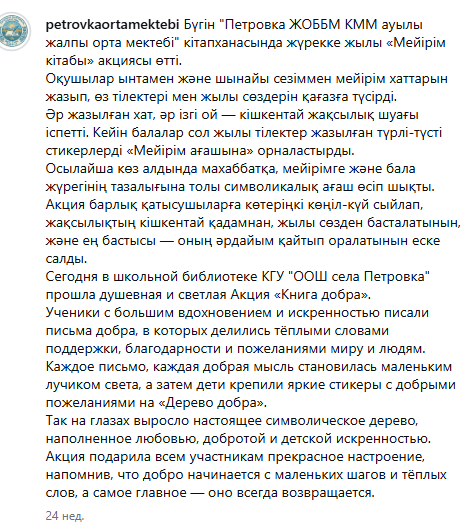 petrovkaortamektebi Бүгін "Петровка ЖОББМ КММ ауылы
жалпы орта мектебі" кітапханасында жүрекке жылы «Мейірім
кітабы» акциясы өтті.
Оқушылар ынтамен және шынайы сезіммен мейірім хаттарын
жазып, өз тілектері мен жылы сөздерін қағазға түсірді.
Әр жазылған хат, әр ізгі ой — кішкентай жақсылық шуағы
іспетті. Кейін балалар сол жылы тілектер жазылған түрлі-түсті
стикерлерді «Мейірім ағашына» орналастырды.
Осылайша көз алдында махаббатқа, мейірімге және бала
жүрегінің тазалығына толы символикалық ағаш өсіп шықты.
Акция барлық қатысушыларға көтеріңкі көңіл-күй сыйлап,
жақсылықтың кішкентай қадамнан, жылы сөзден басталатынын,
және ең бастысы — оның әрдайым қайтып оралатынын еске
салды.
Сегодня в школьной библиотеке КГУ "ООШ села Петровка"
прошла душевная и светлая Акция «Книга добра».
Ученики с большим вдохновением и искренностью писали
письма добра, в которых делились тёплыми словами
поддержки, благодарности и пожеланиями миру и людям.
Каждое письмо, каждая добрая мысль становилась маленьким
лучиком света, а затем дети крепили яркие стикеры с добрыми
пожеланиями на «Дерево добра».
Так на глазах выросло настоящее символическое дерево,
наполненное любовью, добротой и детской искренностью.
Акция подарила всем участникам прекрасное настроение,
напомнив, что добро начинается с маленьких шагов и тёплых
слов, а самое главное — оно всегда возвращается.
24 нед.